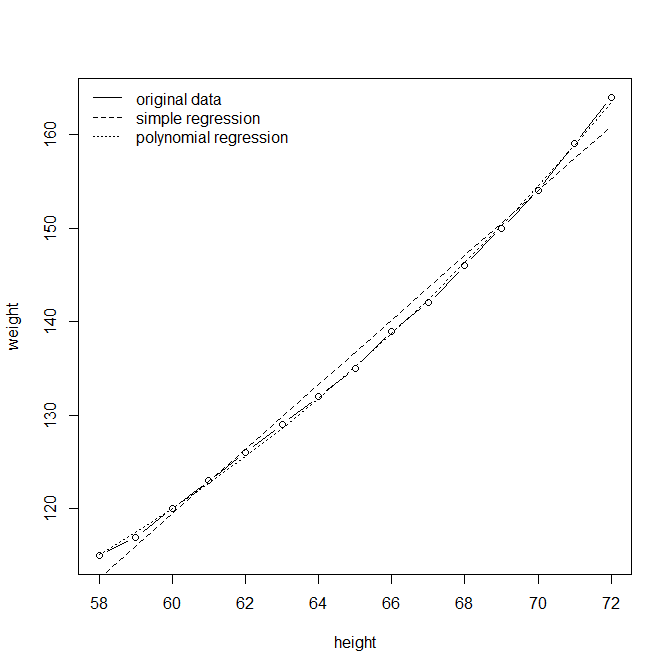 original data
simple regression
polynomial regression
160
150
140
130
120
weight
58 60 62 64 66 68 70 72
height